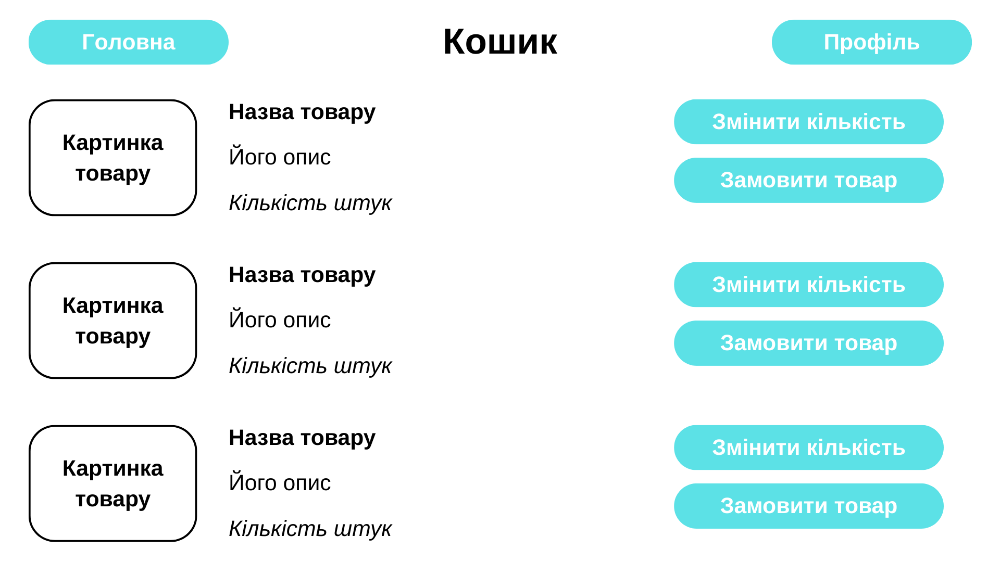 Головна
Кошик
Профіль
Картинка
товару
Назва товару
Його опис
Кількість штук
Змінити кількість
Замовити товар
Картинка
товару
Назва товару
Його опис
Кількість штук
Змінити кількість
Замовити товар
Картинка
товару
Назва товару
Його опис
Кількість штук
Змінити кількість
Замовити товар